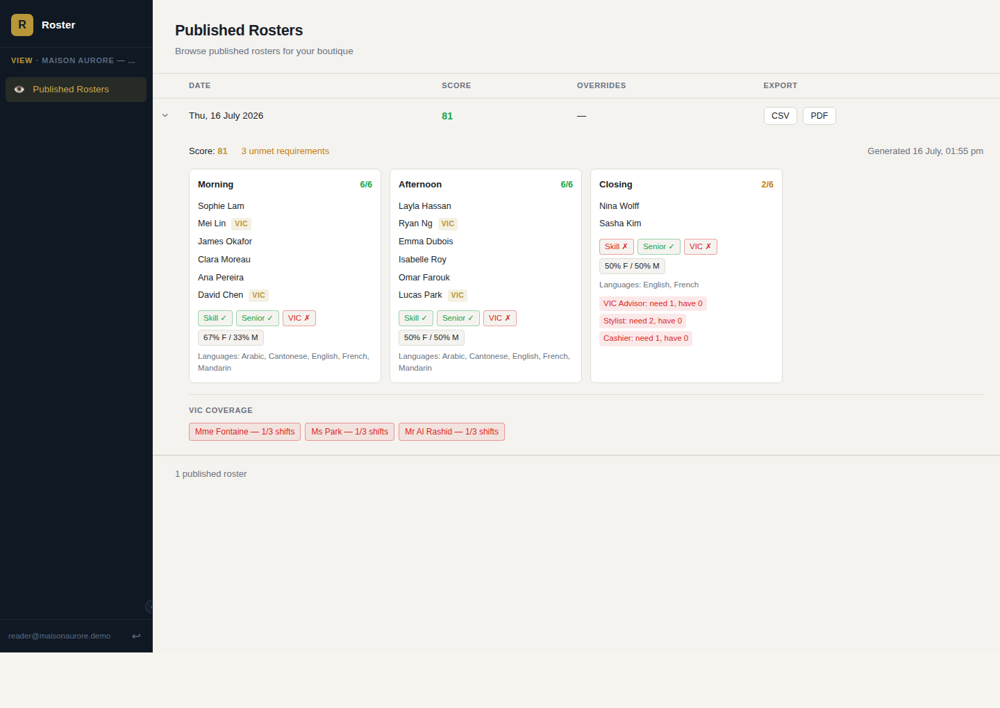 R Roster
VIEW · MAISON AURORE — ...
Published Rosters
reader@maisonaurore.demo
Published Rosters
Browse published rosters for your boutique
DATE SCORE OVERRIDES EXPORT
Thu, 16 July 2026 81 — CSV PDF
Score: 81 3 unmet requirements Generated 16 July, 01:55 pm
Morning 6/6
Sophie Lam
Mei Lin VIC
James Okafor
Clara Moreau
Ana Pereira
David Chen VIC
Skill ✓ Senior ✓ VIC ✗
67% F / 33% M
Languages: Arabic, Cantonese, English, French,
Mandarin
Afternoon 6/6
Layla Hassan
Ryan Ng VIC
Emma Dubois
Isabelle Roy
Omar Farouk
Lucas Park VIC
Skill ✓ Senior ✓ VIC ✗
50% F / 50% M
Languages: Arabic, Cantonese, English, French,
Mandarin
Closing 2/6
Nina Wolff
Sasha Kim
Skill ✗ Senior ✓ VIC ✗
50% F / 50% M
Languages: English, French
VIC Advisor: need 1, have 0
Stylist: need 2, have 0
Cashier: need 1, have 0
VIC COVERAGE
Mme Fontaine — 1/3 shifts Ms Park — 1/3 shifts Mr Al Rashid — 1/3 shifts
1 published roster